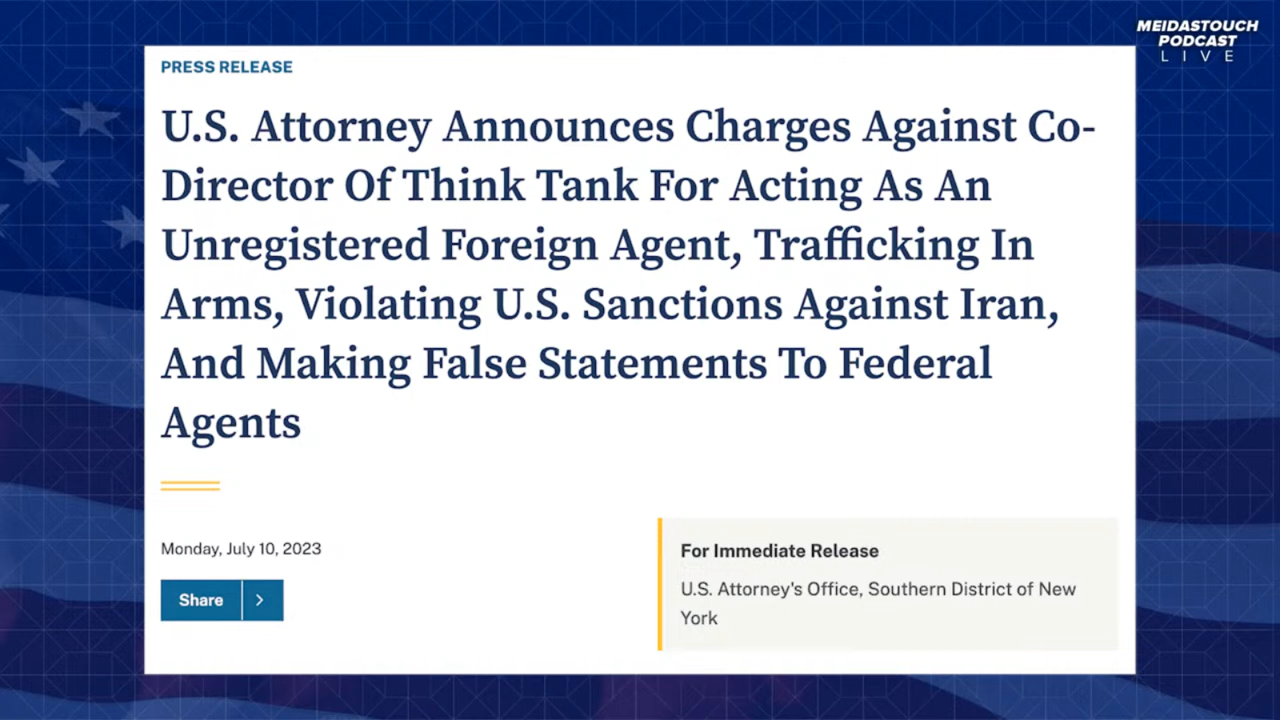 MEIDASTOUCH
PODCAST
LIVE
PRESS RELEASE
U.S. Attorney Announces Charges Against Co-
Director Of Think Tank For Acting As An
Unregistered Foreign Agent, Trafficking In
Arms, Violating U.S. Sanctions Against Iran,
And Making False Statements To Federal
Agents
Monday, July 10, 2023
Share
For Immediate Release
U.S. Attorney's Office, Southern District of New
York